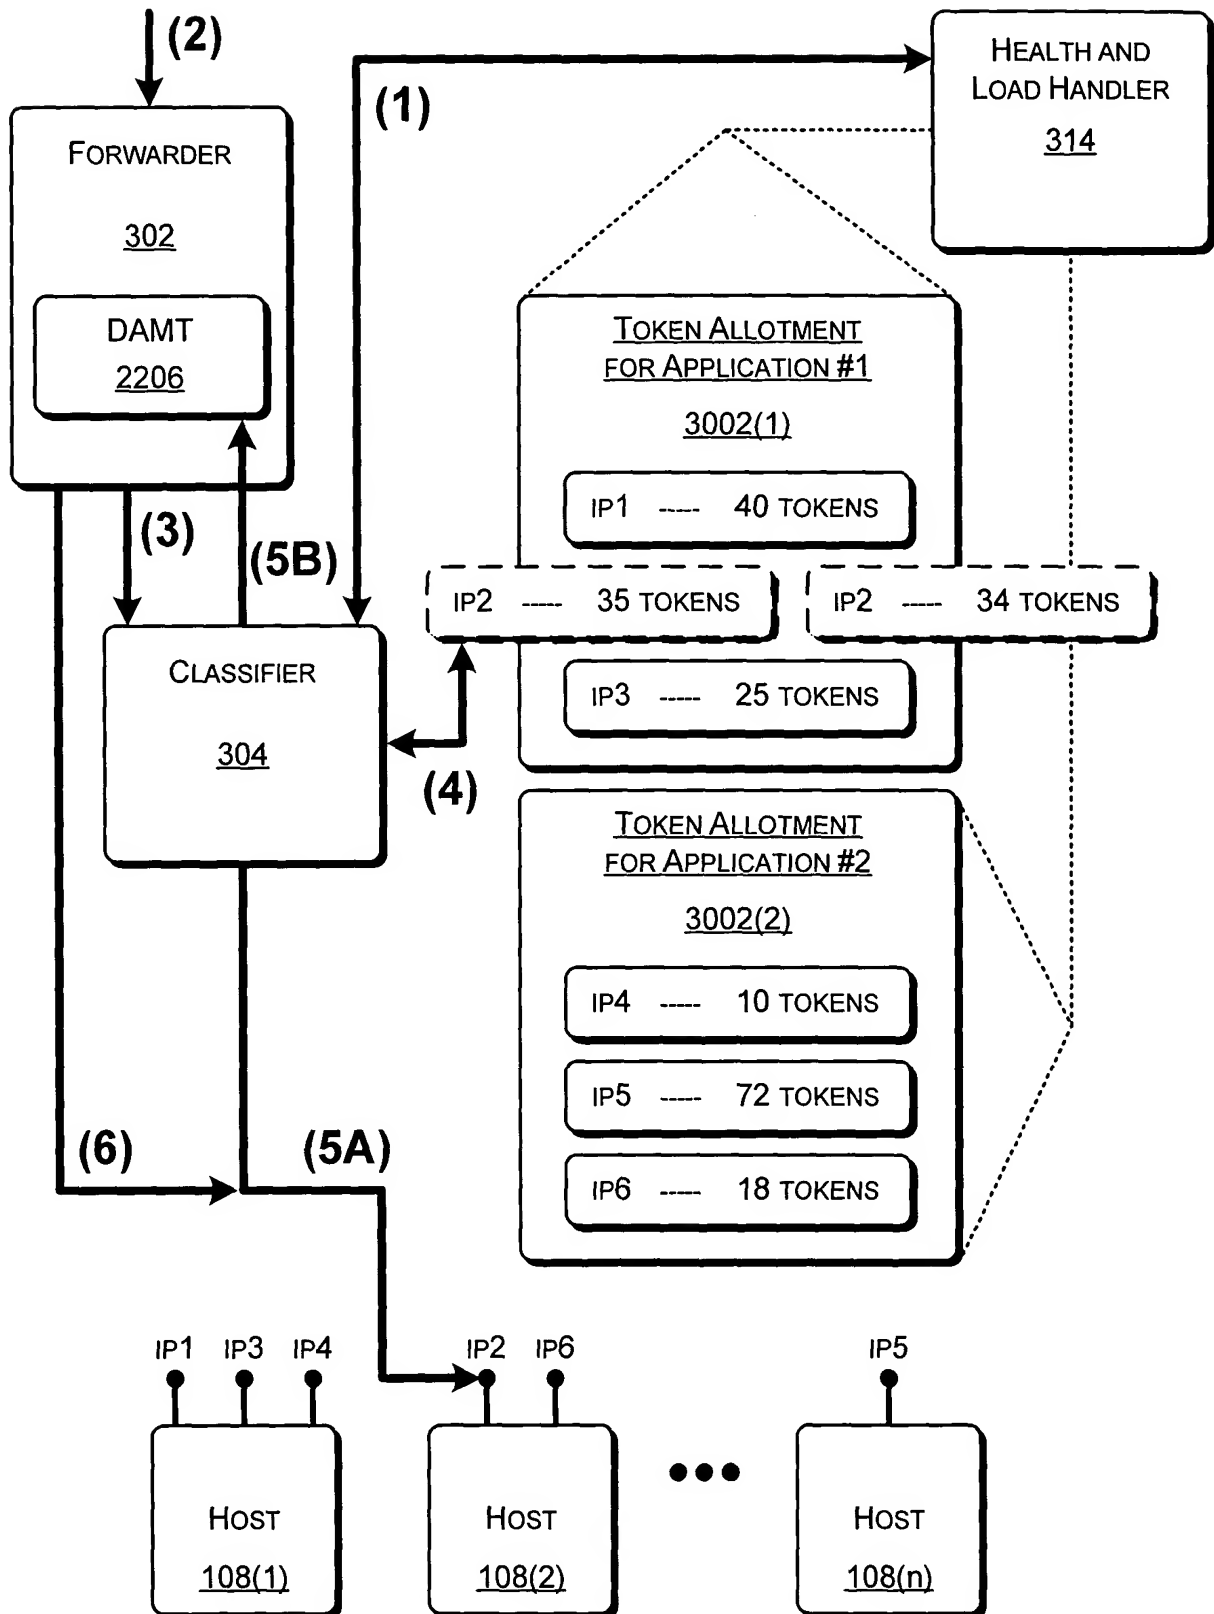 (2)
HEALTH AND
LOAD HANDLER
314
(1)
FORWARDER
302
DAMT
2206
TOKEN ALLOTMENT
FOR APPLICATION #1
3002(1)
IP1 ----- 40 TOKENS
(3)
(5B)
IP2 ----- 35 TOKENS
IP2 ----- 34 TOKENS
IP3 ----- 25 TOKENS
CLASSIFIER
304
(4)
TOKEN ALLOTMENT
FOR APPLICATION #2
3002(2)
IP4 ----- 10 TOKENS
IP5 ----- 72 TOKENS
IP6 ----- 18 TOKENS
(6)
(5A)
IP1 IP3 IP4
IP2 IP6
IP5
HOST
108(1)
HOST
108(2)
HOST
108(n)